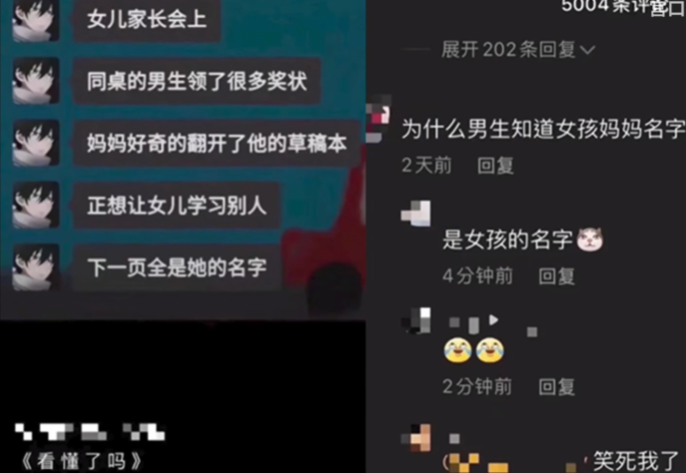 女儿家长会上
同桌的男生领了很多奖状
妈妈好奇的翻开了他的草稿本
正想让女儿学习别人
下一页全是她的名字
《看懂了吗》
5004条评论
营口
展开202条回复
为什么男生知道女孩妈妈名字
2天前 回复
是女孩的名字
4分钟前 回复
2分钟前 回复
笑死我了